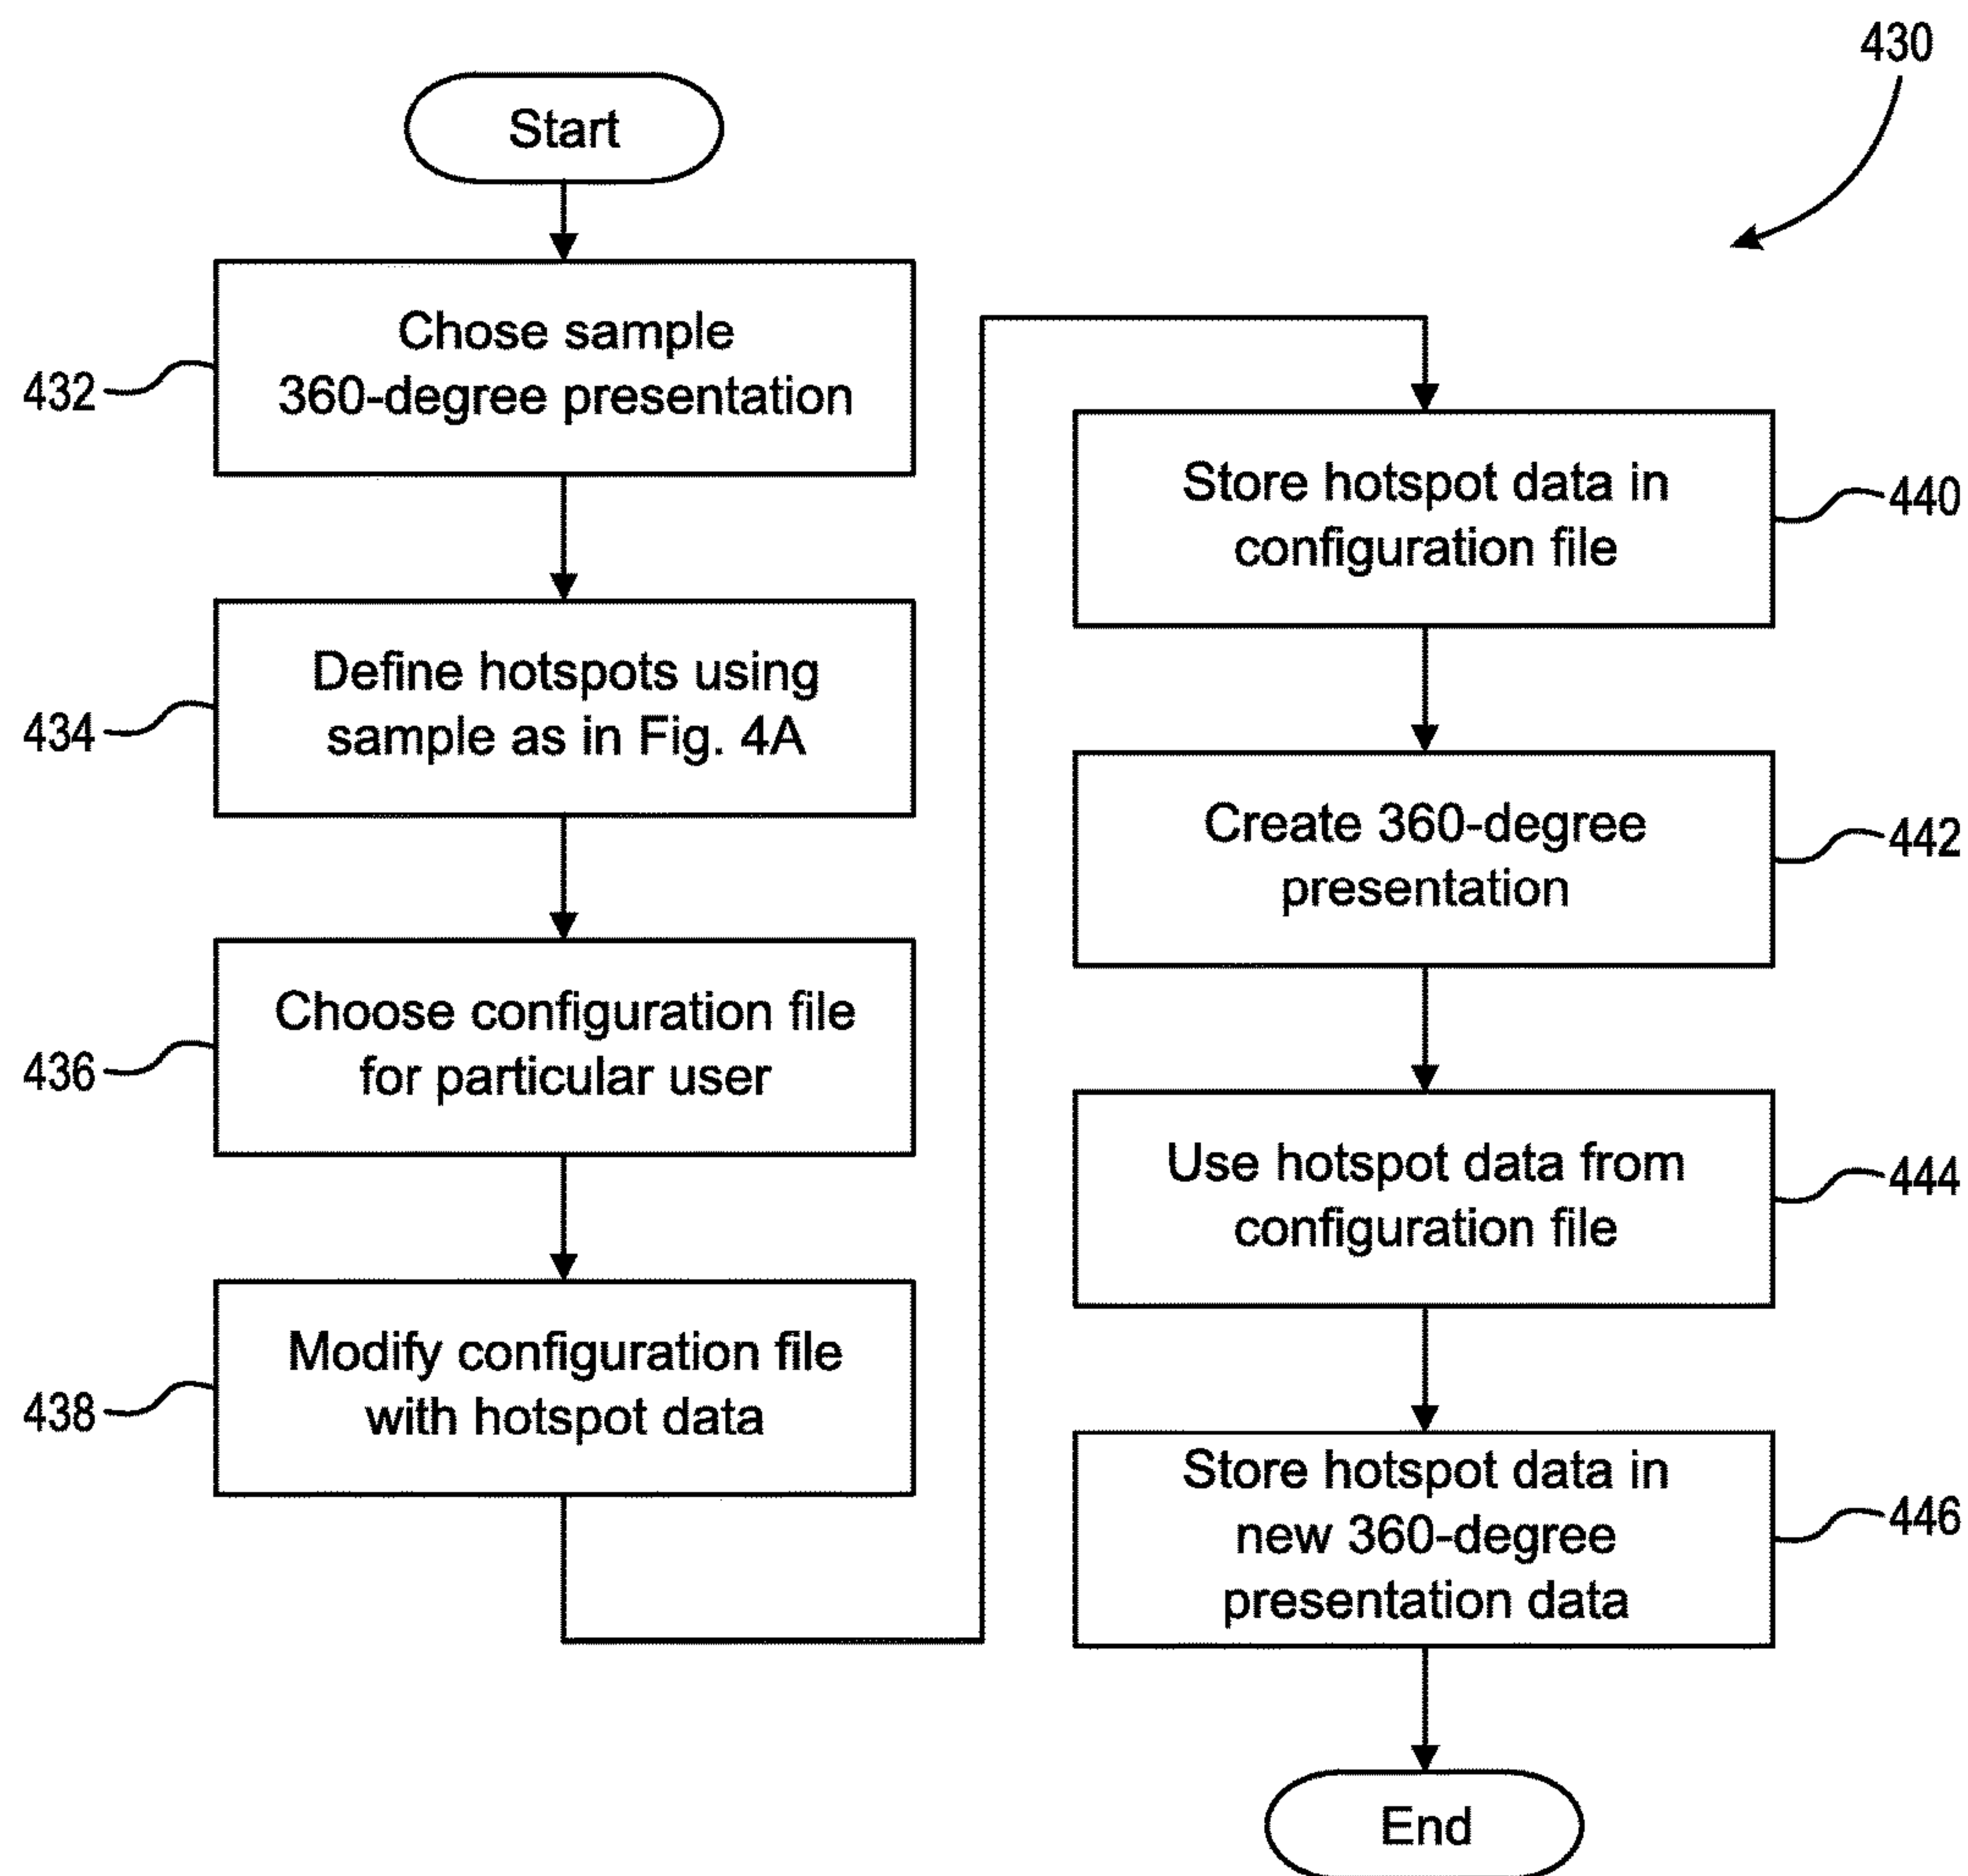 430
Start
432
Chose sample
360-degree presentation
434
Define hotspots using
sample as in Fig. 4A
436
Choose configuration file
for particular user
438
Modify configuration file
with hotspot data
Store hotspot data in
configuration file
440
Create 360-degree
presentation
442
Use hotspot data from
configuration file
444
Store hotspot data in
new 360-degree
presentation data
446
End